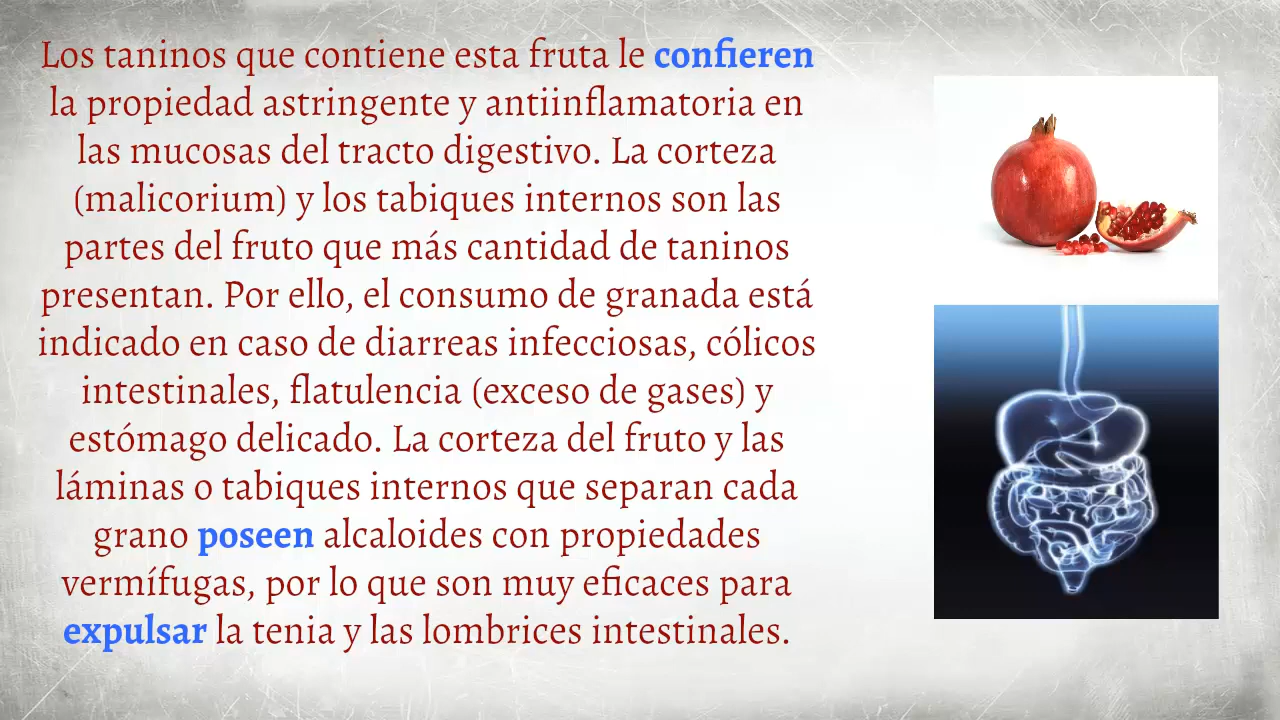 Los taninos que contiene esta fruta le confieren
la propiedad astringente y antiinflamatoria en
las mucosas del tracto digestivo. La corteza
(malicorium) y los tabiques internos son las
partes del fruto que más cantidad de taninos
presentan. Por ello, el consumo de granada está
indicado en caso de diarreas infecciosas, cólicos
intestinales, flatulencia (exceso de gases) y
estómago delicado. La corteza del fruto y las
láminas o tabiques internos que separan cada
grano poseen alcaloides con propiedades
vermífugas, por lo que son muy eficaces para
expulsar la tenia y las lombrices intestinales.